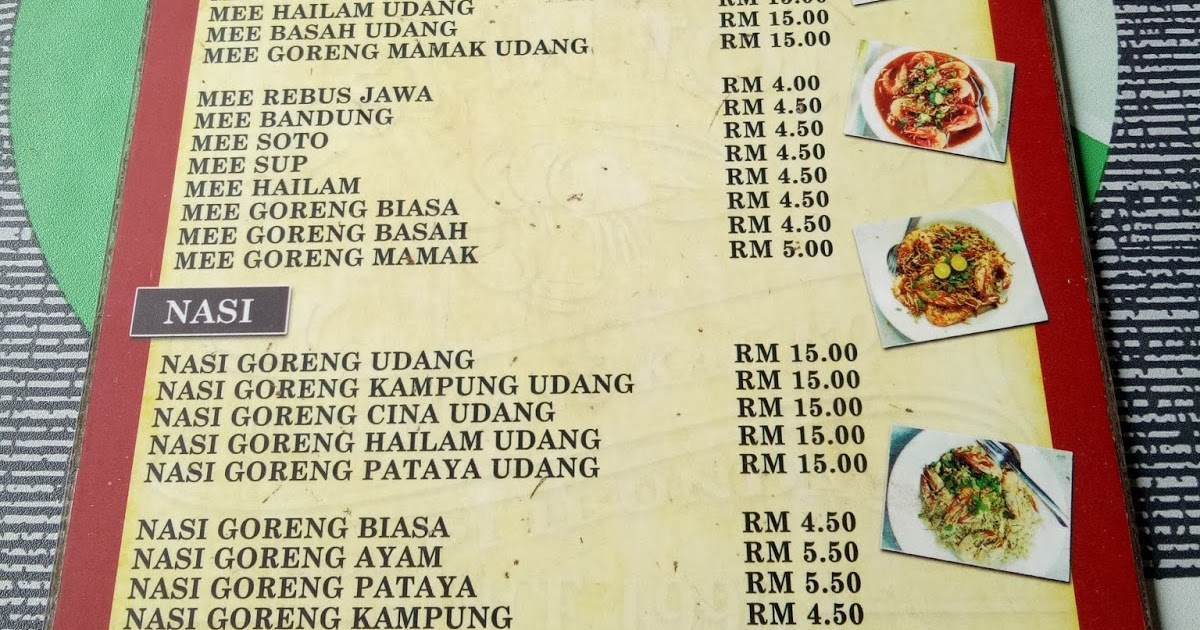 MEE HAILAM UDANG RM 15.00
MEE BASAH UDANG RM 15.00
MEE GORENG MAMAK UDANG RM 15.00
MEE REBUS JAWA RM 4.00
MEE BANDUNG RM 4.50
MEE SOTO RM 4.50
MEE SUP RM 4.50
MEE HAILAM RM 4.50
MEE GORENG BIASA RM 4.50
MEE GORENG BASAH RM 4.50
MEE GORENG MAMAK RM 5.00
NASI
NASI GORENG UDANG RM 15.00
NASI GORENG KAMPUNG UDANG RM 15.00
NASI GORENG CINA UDANG RM 15.00
NASI GORENG HAILAM UDANG RM 15.00
NASI GORENG PATAYA UDANG RM 15.00
NASI GORENG BIASA RM 4.50
NASI GORENG AYAM RM 5.50
NASI GORENG PATAYA RM 5.50
NASI GORENG KAMPUNG RM 4.50